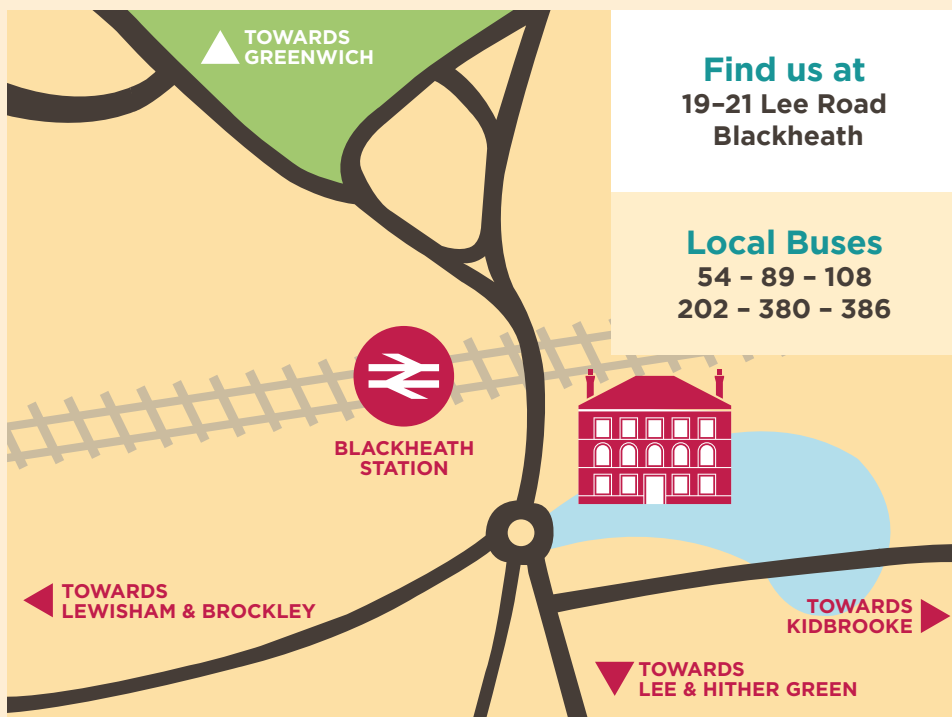 TOWARDS
GREENWICH
Find us at
19–21 Lee Road
Blackheath
Local Buses
54 – 89 – 108
202 – 380 – 386
BLACKHEATH
STATION
TOWARDS
LEWISHAM & BROCKLEY
TOWARDS
KIDBROOKE
TOWARDS
LEE & HITHER GREEN